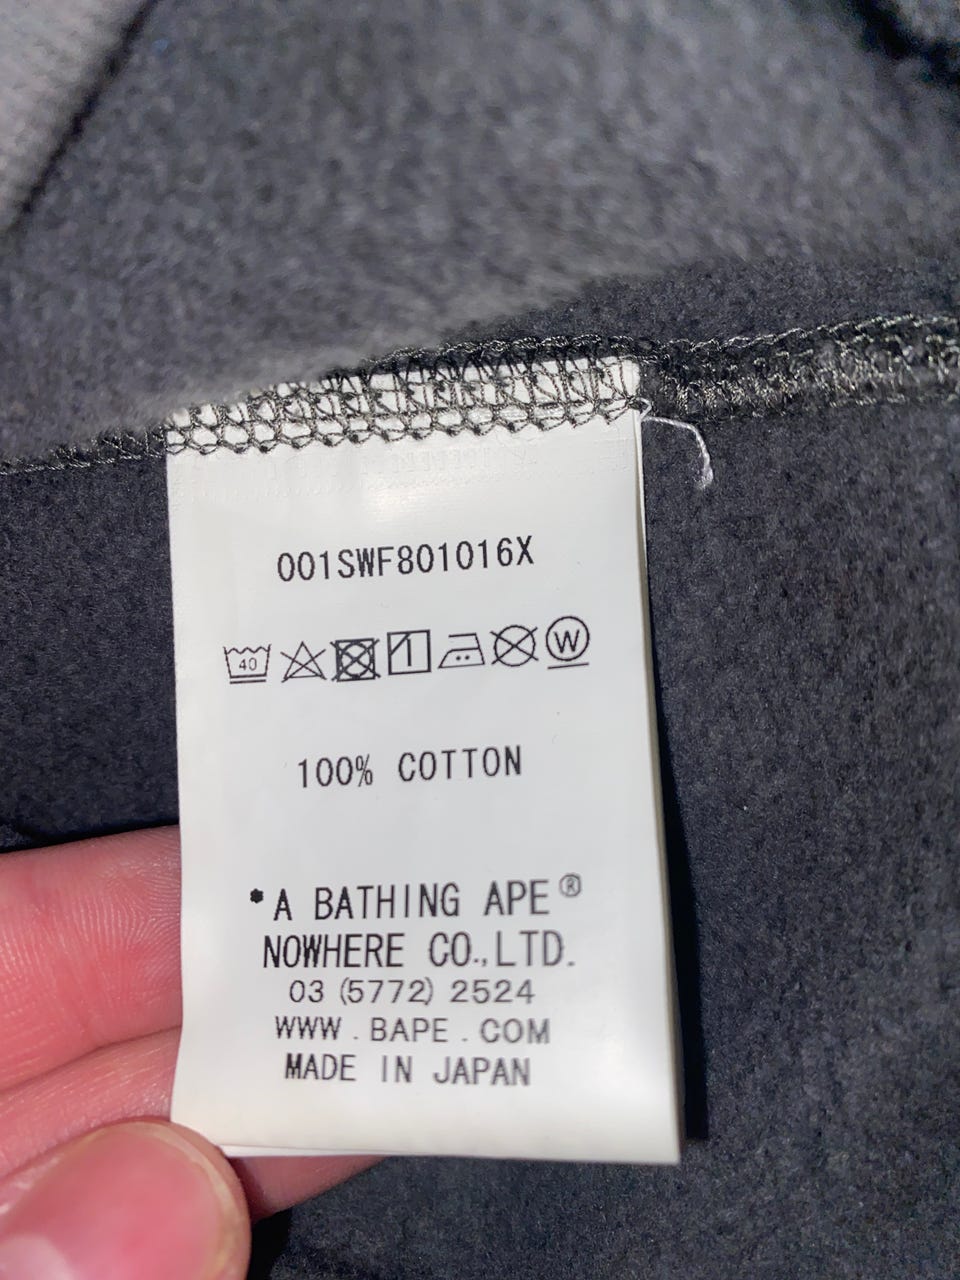 001SWF801016X
40 W
100% COTTON
*A BATHING APE®
NOWHERE CO.,LTD.
03 (5772) 2524
WWW.BAPE.COM
MADE IN JAPAN